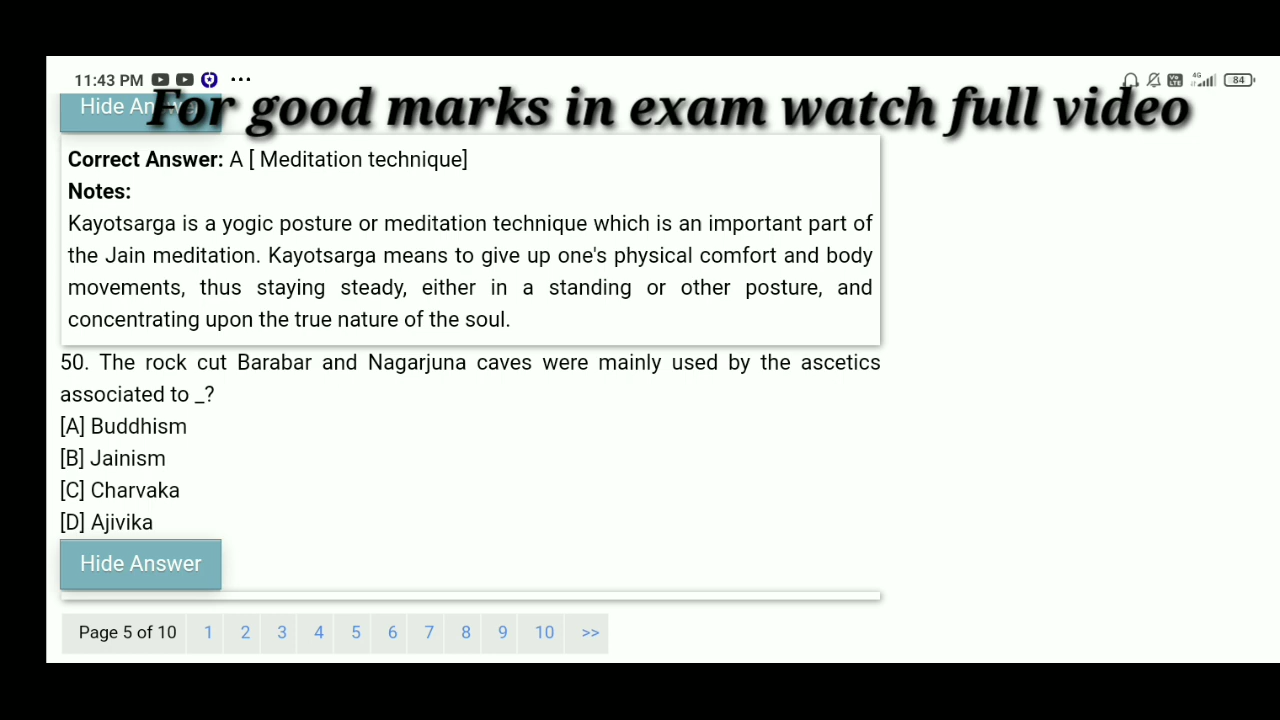 11:43 PM
84
Hide Answer
For good marks in exam watch full video
Correct Answer: A [ Meditation technique]
Notes:
Kayotsarga is a yogic posture or meditation technique which is an important part of
the Jain meditation. Kayotsarga means to give up one's physical comfort and body
movements, thus staying steady, either in a standing or other posture, and
concentrating upon the true nature of the soul.
50. The rock cut Barabar and Nagarjuna caves were mainly used by the ascetics
associated to _?
[A] Buddhism
[B] Jainism
[C] Charvaka
[D] Ajivika
Hide Answer
Page 5 of 10 1 2 3 4 5 6 7 8 9 10 >>